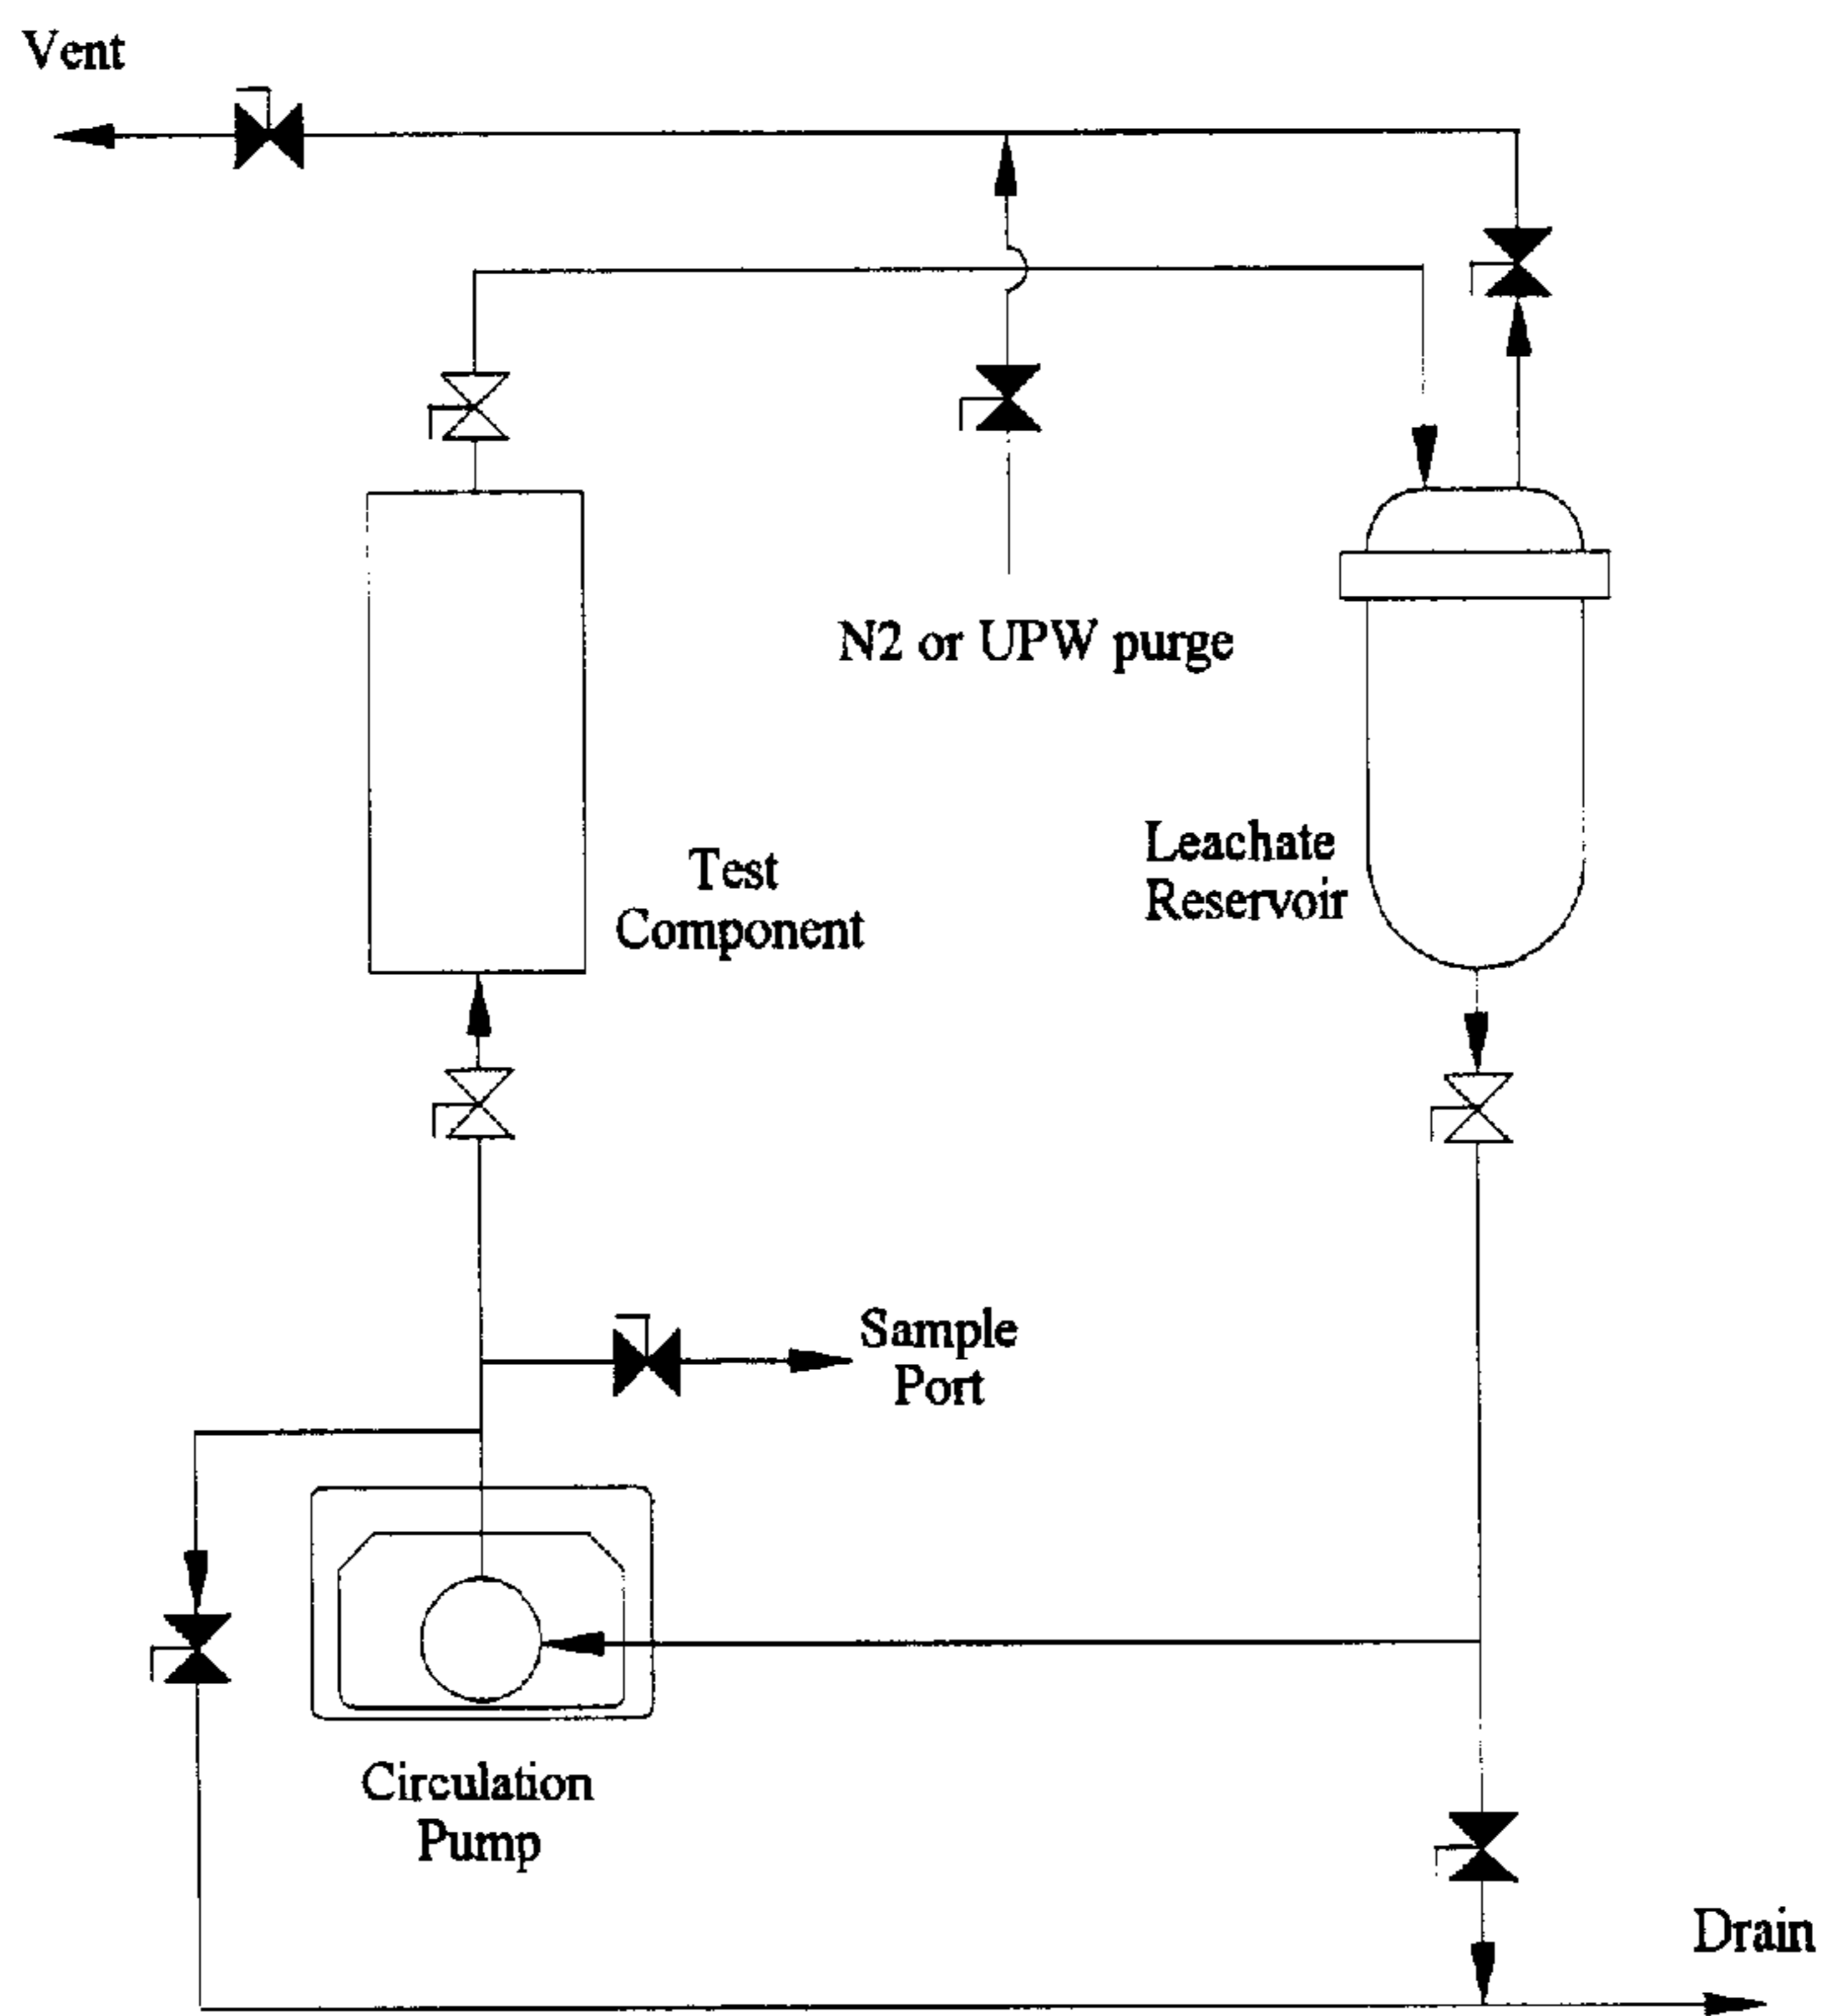 Vent
N2 or UPW purge
Leachate
Reservoir
Test
Component
Sample
Port
Circulation
Pump
Drain